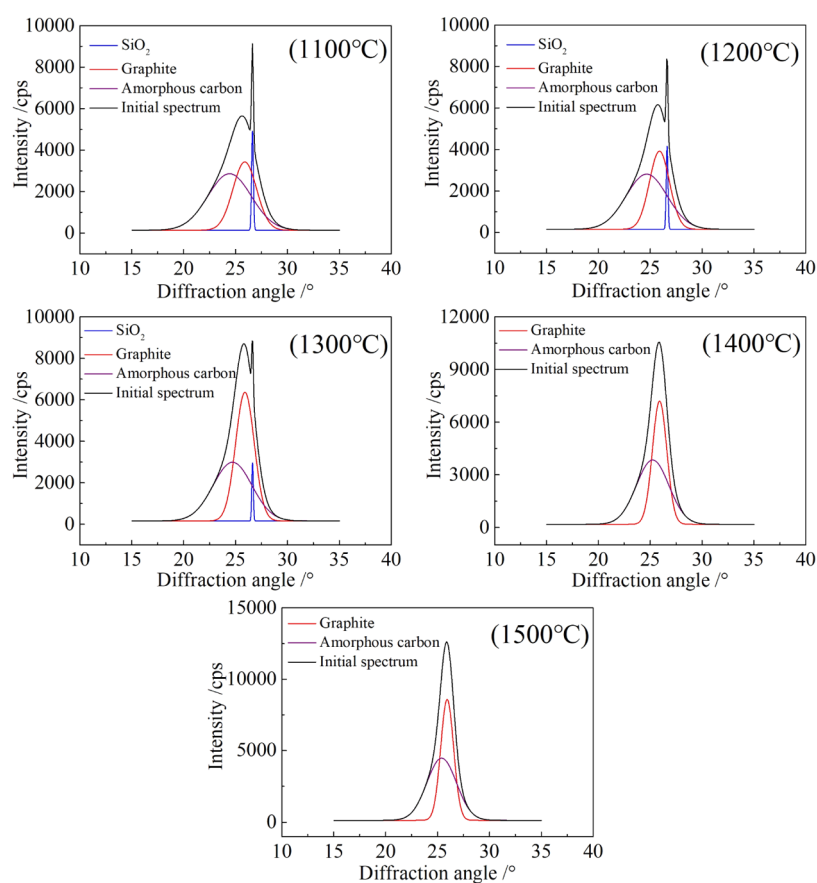 10000
8000
6000
4000
2000
0
Intensity /cps
SiO₂
Graphite
Amorphous carbon
Initial spectrum
(1100°C)
10 15 20 25 30 35 40
Diffraction angle /°
10000
8000
6000
4000
2000
0
Intensity /cps
SiO₂
Graphite
Amorphous carbon
Initial spectrum
(1200°C)
10 15 20 25 30 35 40
Diffraction angle /°
10000
8000
6000
4000
2000
0
Intensity /cps
SiO₂
Graphite
Amorphous carbon
Initial spectrum
(1300°C)
10 15 20 25 30 35 40
Diffraction angle /°
12000
9000
6000
3000
0
Intensity /cps
Graphite
Amorphous carbon
Initial spectrum
(1400°C)
10 15 20 25 30 35 40
Diffraction angle /°
15000
10000
5000
0
Intensity /cps
Graphite
Amorphous carbon
Initial spectrum
(1500°C)
10 15 20 25 30 35 40
Diffraction angle /°